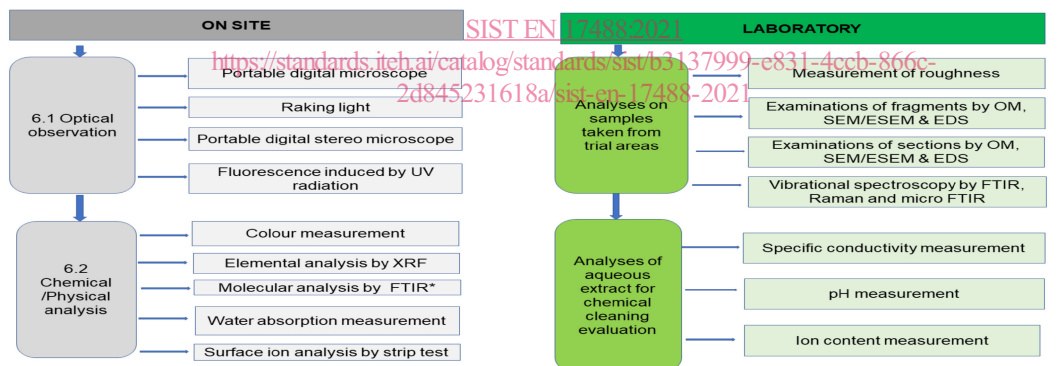 ON SITE
6.1 Optical
observation
Portable digital microscope
Raking light
Portable digital stereo microscope
Fluorescence induced by UV
radiation
6.2
Chemical
/Physical
analysis
Colour measurement
Elemental analysis by XRF
Molecular analysis by FTIR*
Water absorption measurement
Surface ion analysis by strip test
SIST EN 17488:2021
https://standards.iteh.ai/catalog/standards/sist/b3137999-e831-4ccb-866c-
2d845231618a/sist-en-17488-2021
LABORATORY
Analyses on
samples
taken from
trial areas
Measurement of roughness
Examinations of fragments by OM,
SEM/ESEM & EDS
Examinations of sections by OM,
SEM/ESEM & EDS
Vibrational spectroscopy by FTIR,
Raman and micro FTIR
Analyses of
aqueous
extract for
chemical
cleaning
evaluation
Specific conductivity measurement
pH measurement
Ion content measurement